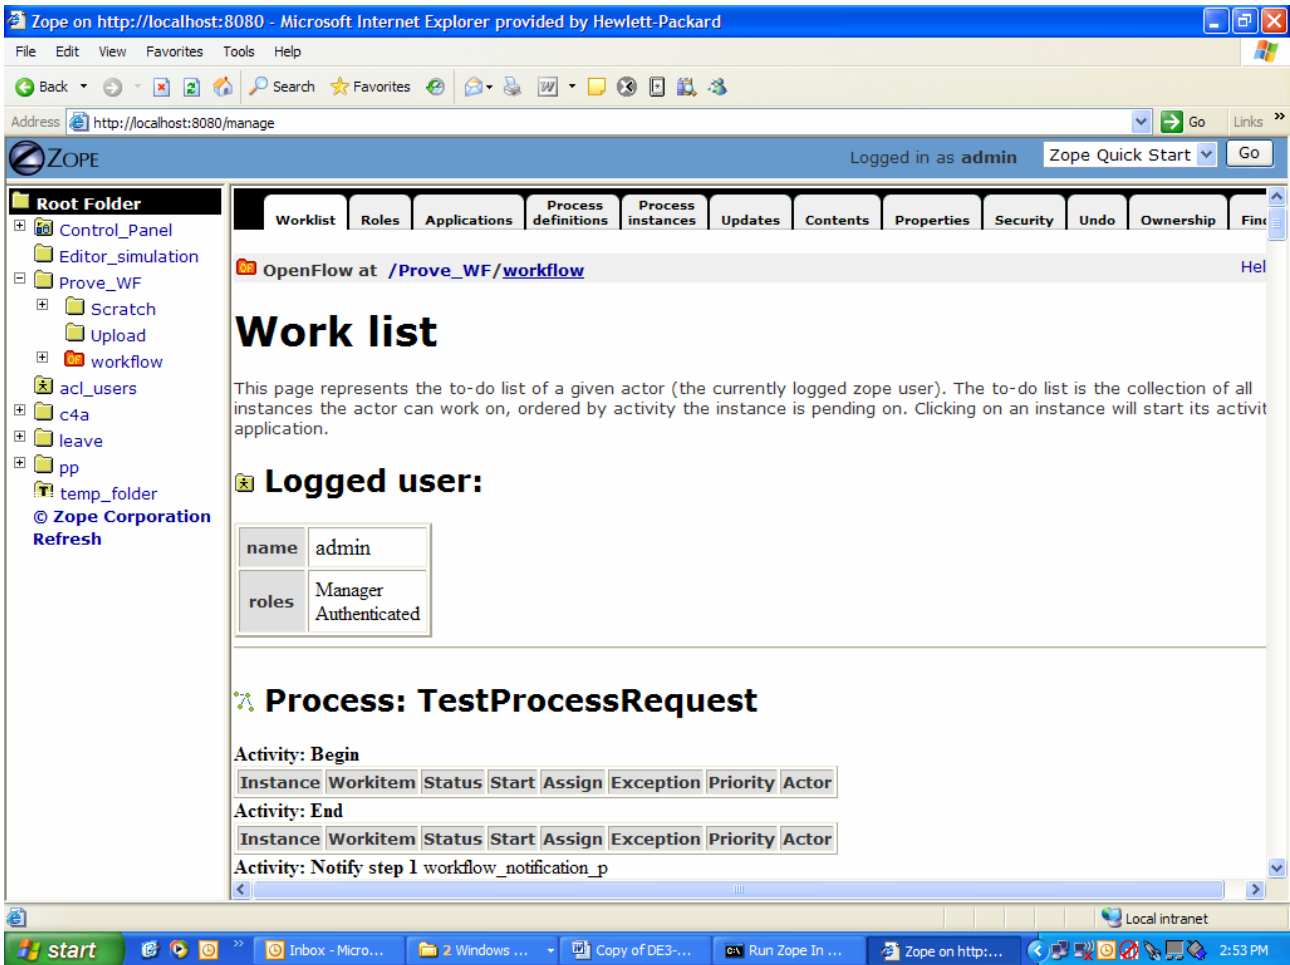 Zope on http://localhost:8080 - Microsoft Internet Explorer provided by Hewlett-Packard
File Edit View Favorites Tools Help
Back Search Favorites
Address http://localhost:8080/manage Go Links »
ZOPE Logged in as admin Zope Quick Start Go
Root Folder
Control_Panel
Editor_simulation
Prove_WF
Scratch
Upload
workflow
acl_users
c4a
leave
pp
temp_folder
© Zope Corporation
Refresh
Worklist Roles Applications Process definitions Process instances Updates Contents Properties Security Undo Ownership Find
OpenFlow at /Prove_WF/workflow Hel
Work list
This page represents the to-do list of a given actor (the currently logged zope user). The to-do list is the collection of all
instances the actor can work on, ordered by activity the instance is pending on. Clicking on an instance will start its activit
application.
Logged user:
name admin
roles Manager
Authenticated
Process: TestProcessRequest
Activity: Begin
Instance Workitem Status Start Assign Exception Priority Actor
Activity: End
Instance Workitem Status Start Assign Exception Priority Actor
Activity: Notify step 1 workflow_notification_p
Local intranet
start » Inbox - Micro... 2 Windows ... Copy of DE3-... Run Zope In ... Zope on http:... 2:53 PM